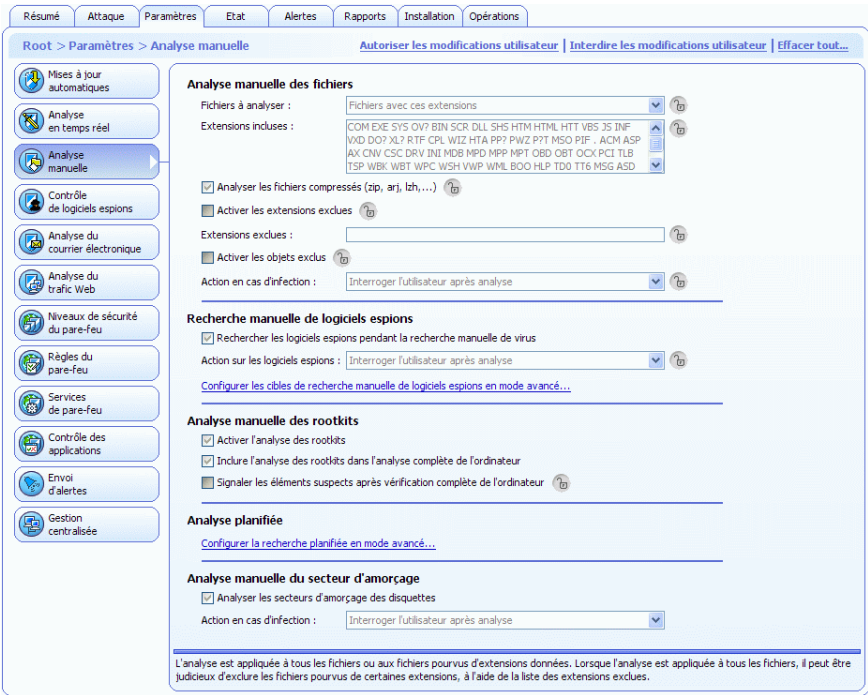 Résumé
Attaque
Paramètres
Etat
Alertes
Rapports
Installation
Opérations
Root > Paramètres > Analyse manuelle
Autoriser les modifications utilisateur | Interdire les modifications utilisateur | Effacer tout...
Mises à jour
automatiques
Analyse
en temps réel
Analyse
manuelle
Contrôle
de logiciels espions
Analyse du
courrier électronique
Analyse du
trafic Web
Niveaux de sécurité
du pare-feu
Règles du
pare-feu
Services
de pare-feu
Contrôle des
applications
Envoi
d'alertes
Gestion
centralisée
Analyse manuelle des fichiers
Fichiers à analyser : Fichiers avec ces extensions
Extensions incluses : COM EXE SYS OV? BIN SCR DLL SHS HTM HTML HTT VBS JS INF
VXD DO? XL? RTF CPL WIZ HTA PP? PWZ P?T MSO PIF . ACM ASP
AX CNV CSC DRV INI MDB MPD MPP MPT OBD OBT OCX PCI TLB
TSP WBK WBT WPC WSH VWP WML BOO HLP TD0 TT6 MSG ASD
Analyser les fichiers compressés (zip, arj, lzh,...)
Activer les extensions exclues
Extensions exclues :
Activer les objets exclus
Action en cas d'infection : Interroger l'utilisateur après analyse
Recherche manuelle de logiciels espions
Rechercher les logiciels espions pendant la recherche manuelle de virus
Action sur les logiciels espions : Interroger l'utilisateur après analyse
Configurer les cibles de recherche manuelle de logiciels espions en mode avancé...
Analyse manuelle des rootkits
Activer l'analyse des rootkits
Inclure l'analyse des rootkits dans l'analyse complète de l'ordinateur
Signaler les éléments suspects après vérification complète de l'ordinateur
Analyse planifiée
Configurer la recherche planifiée en mode avancé...
Analyse manuelle du secteur d'amorçage
Analyser les secteurs d'amorçage des disquettes
Action en cas d'infection : Interroger l'utilisateur après analyse
L'analyse est appliquée à tous les fichiers ou aux fichiers pourvus d'extensions données. Lorsque l'analyse est appliquée à tous les fichiers, il peut être
judicieux d'exclure les fichiers pourvus de certaines extensions, à l'aide de la liste des extensions exclues.